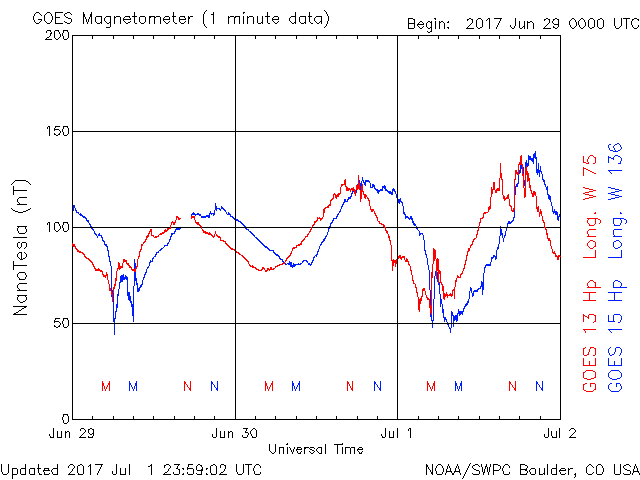 GOES Magnetometer (1 minute data)
Begin: 2017 Jun 29 0000 UTC
200
150
100
50
0
NanoTesla (nT)
M M N N M M N N M M N N
Jun 29 Jun 30 Jul 1 Jul 2
Universal Time
GOES 13 Hp Long. W 75
GOES 15 Hp Long. W 136
Updated 2017 Jul 1 23:59:02 UTC
NOAA/SWPC Boulder, CO USA